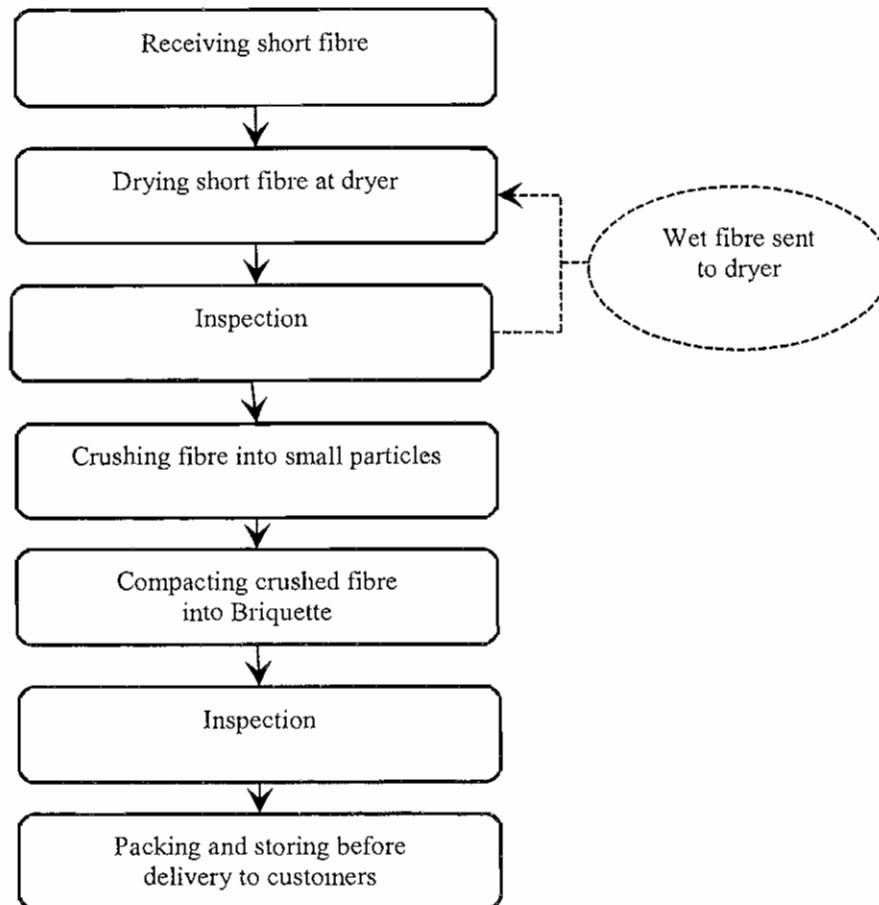 Receiving short fibre
Drying short fibre at dryer
Wet fibre sent
to dryer
Inspection
Crushing fibre into small particles
Compacting crushed fibre
into Briquette
Inspection
Packing and storing before
delivery to customers